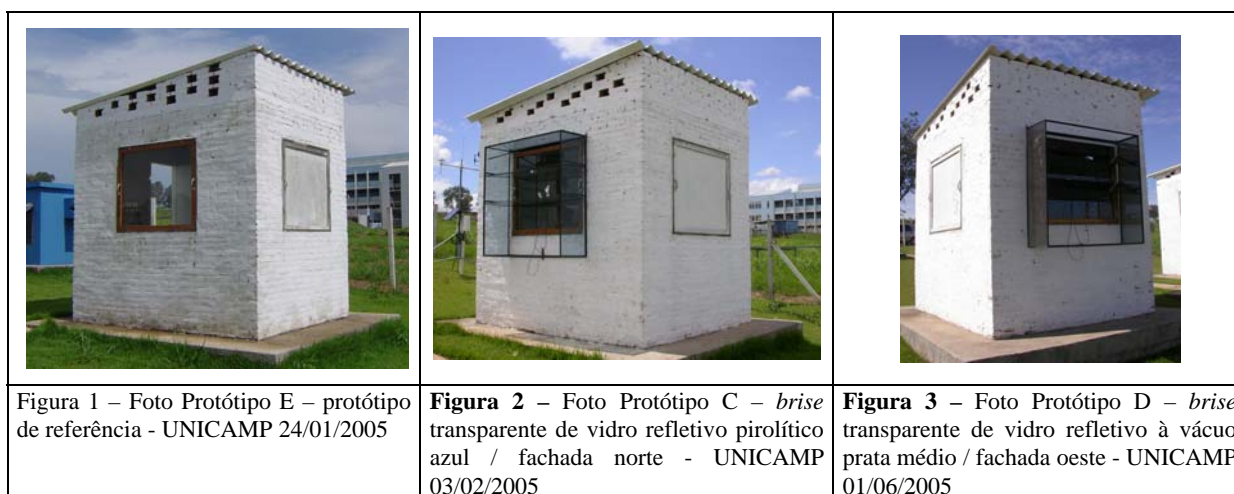 Figura 1 – Foto Protótipo E – protótipo
de referência - UNICAMP 24/01/2005
Figura 2 – Foto Protótipo C – brise
transparente de vidro refletivo pirolítico
azul / fachada norte - UNICAMP
03/02/2005
Figura 3 – Foto Protótipo D – brise
transparente de vidro refletivo à vácuo
prata médio / fachada oeste - UNICAMP
01/06/2005